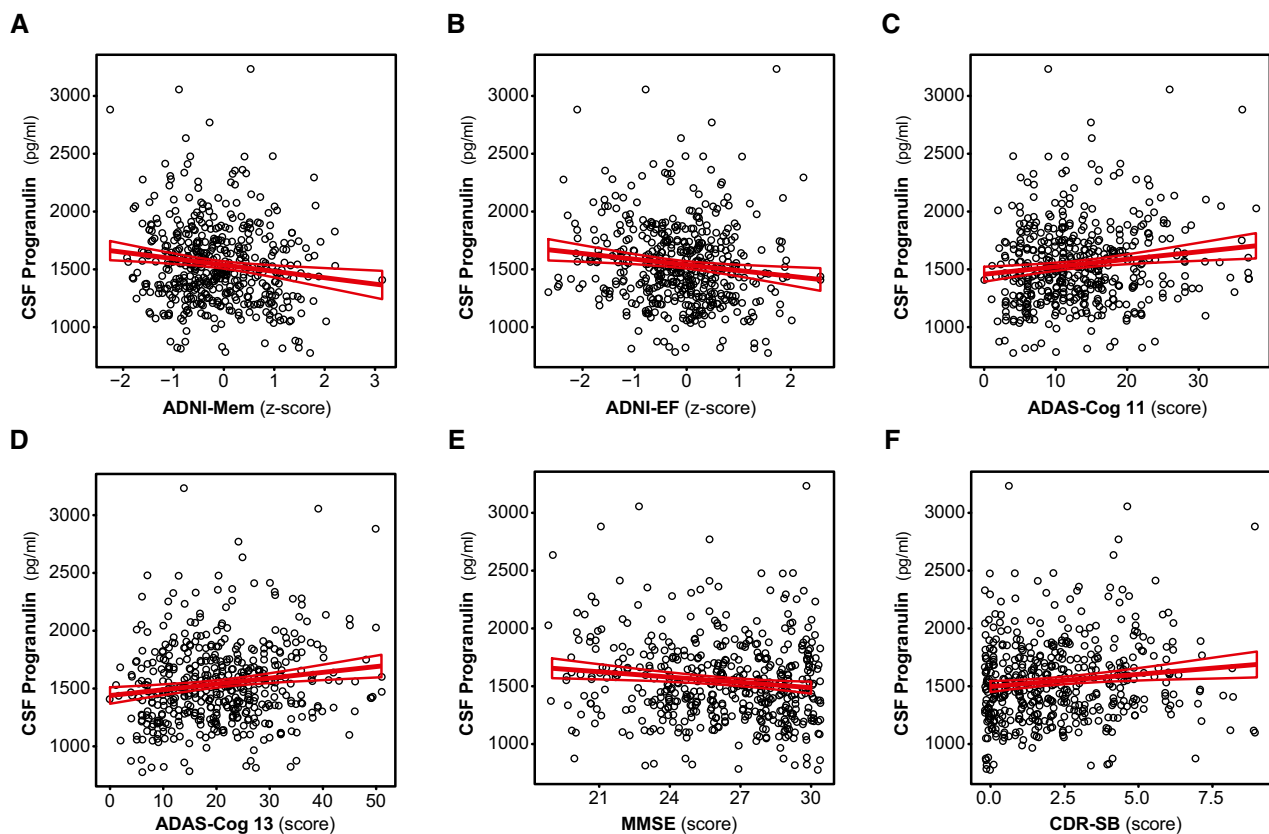 A
CSF Progranulin (pg/ml)
3000
2500
2000
1500
1000
−2 −1 0 1 2 3
ADNI-Mem (z-score)
B
CSF Progranulin (pg/ml)
3000
2500
2000
1500
1000
−2 −1 0 1 2
ADNI-EF (z-score)
C
CSF Progranulin (pg/ml)
3000
2500
2000
1500
1000
0 10 20 30
ADAS-Cog 11 (score)
D
CSF Progranulin (pg/ml)
3000
2500
2000
1500
1000
0 10 20 30 40 50
ADAS-Cog 13 (score)
E
CSF Progranulin (pg/ml)
3000
2500
2000
1500
1000
21 24 27 30
MMSE (score)
F
CSF Progranulin (pg/ml)
3000
2500
2000
1500
1000
0.0 2.5 5.0 7.5
CDR-SB (score)